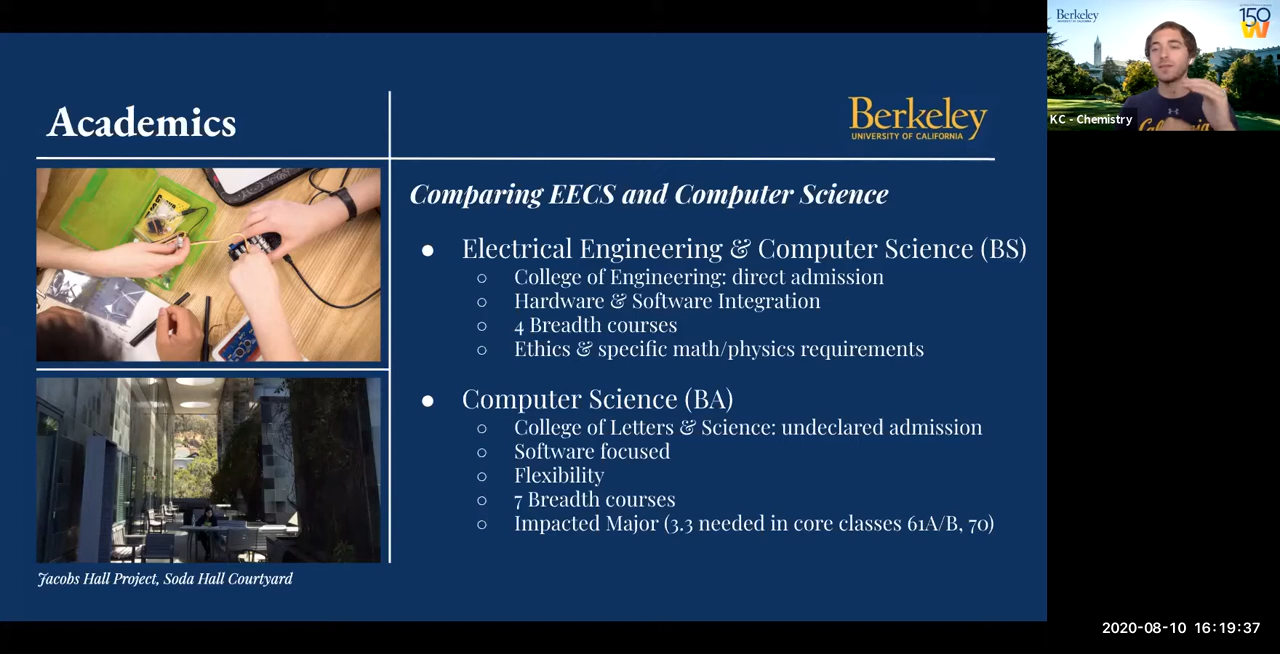 Academics
Berkeley
UNIVERSITY OF CALIFORNIA
Comparing EECS and Computer Science
● Electrical Engineering & Computer Science (BS)
○ College of Engineering: direct admission
○ Hardware & Software Integration
○ 4 Breadth courses
○ Ethics & specific math/physics requirements
● Computer Science (BA)
○ College of Letters & Science: undeclared admission
○ Software focused
○ Flexibility
○ 7 Breadth courses
○ Impacted Major (3.3 needed in core classes 61A/B, 70)
Jacobs Hall Project, Soda Hall Courtyard
Berkeley
150
W
California
KC - Chemistry
2020-08-10 16:19:37